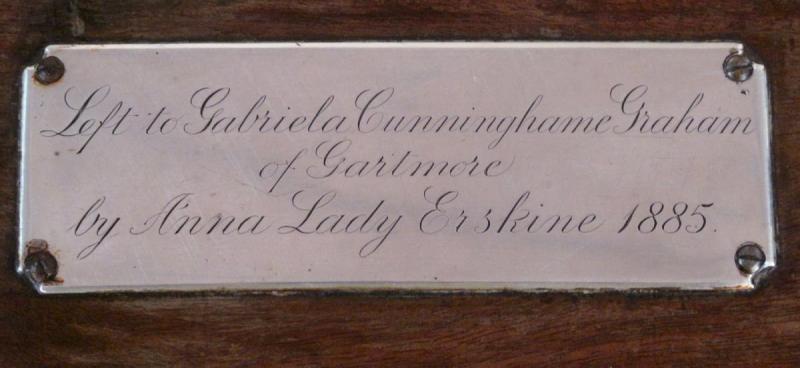 Left to Gabriela Cunninghame Graham
of Gartmore
by Anna Lady Erskine 1885.